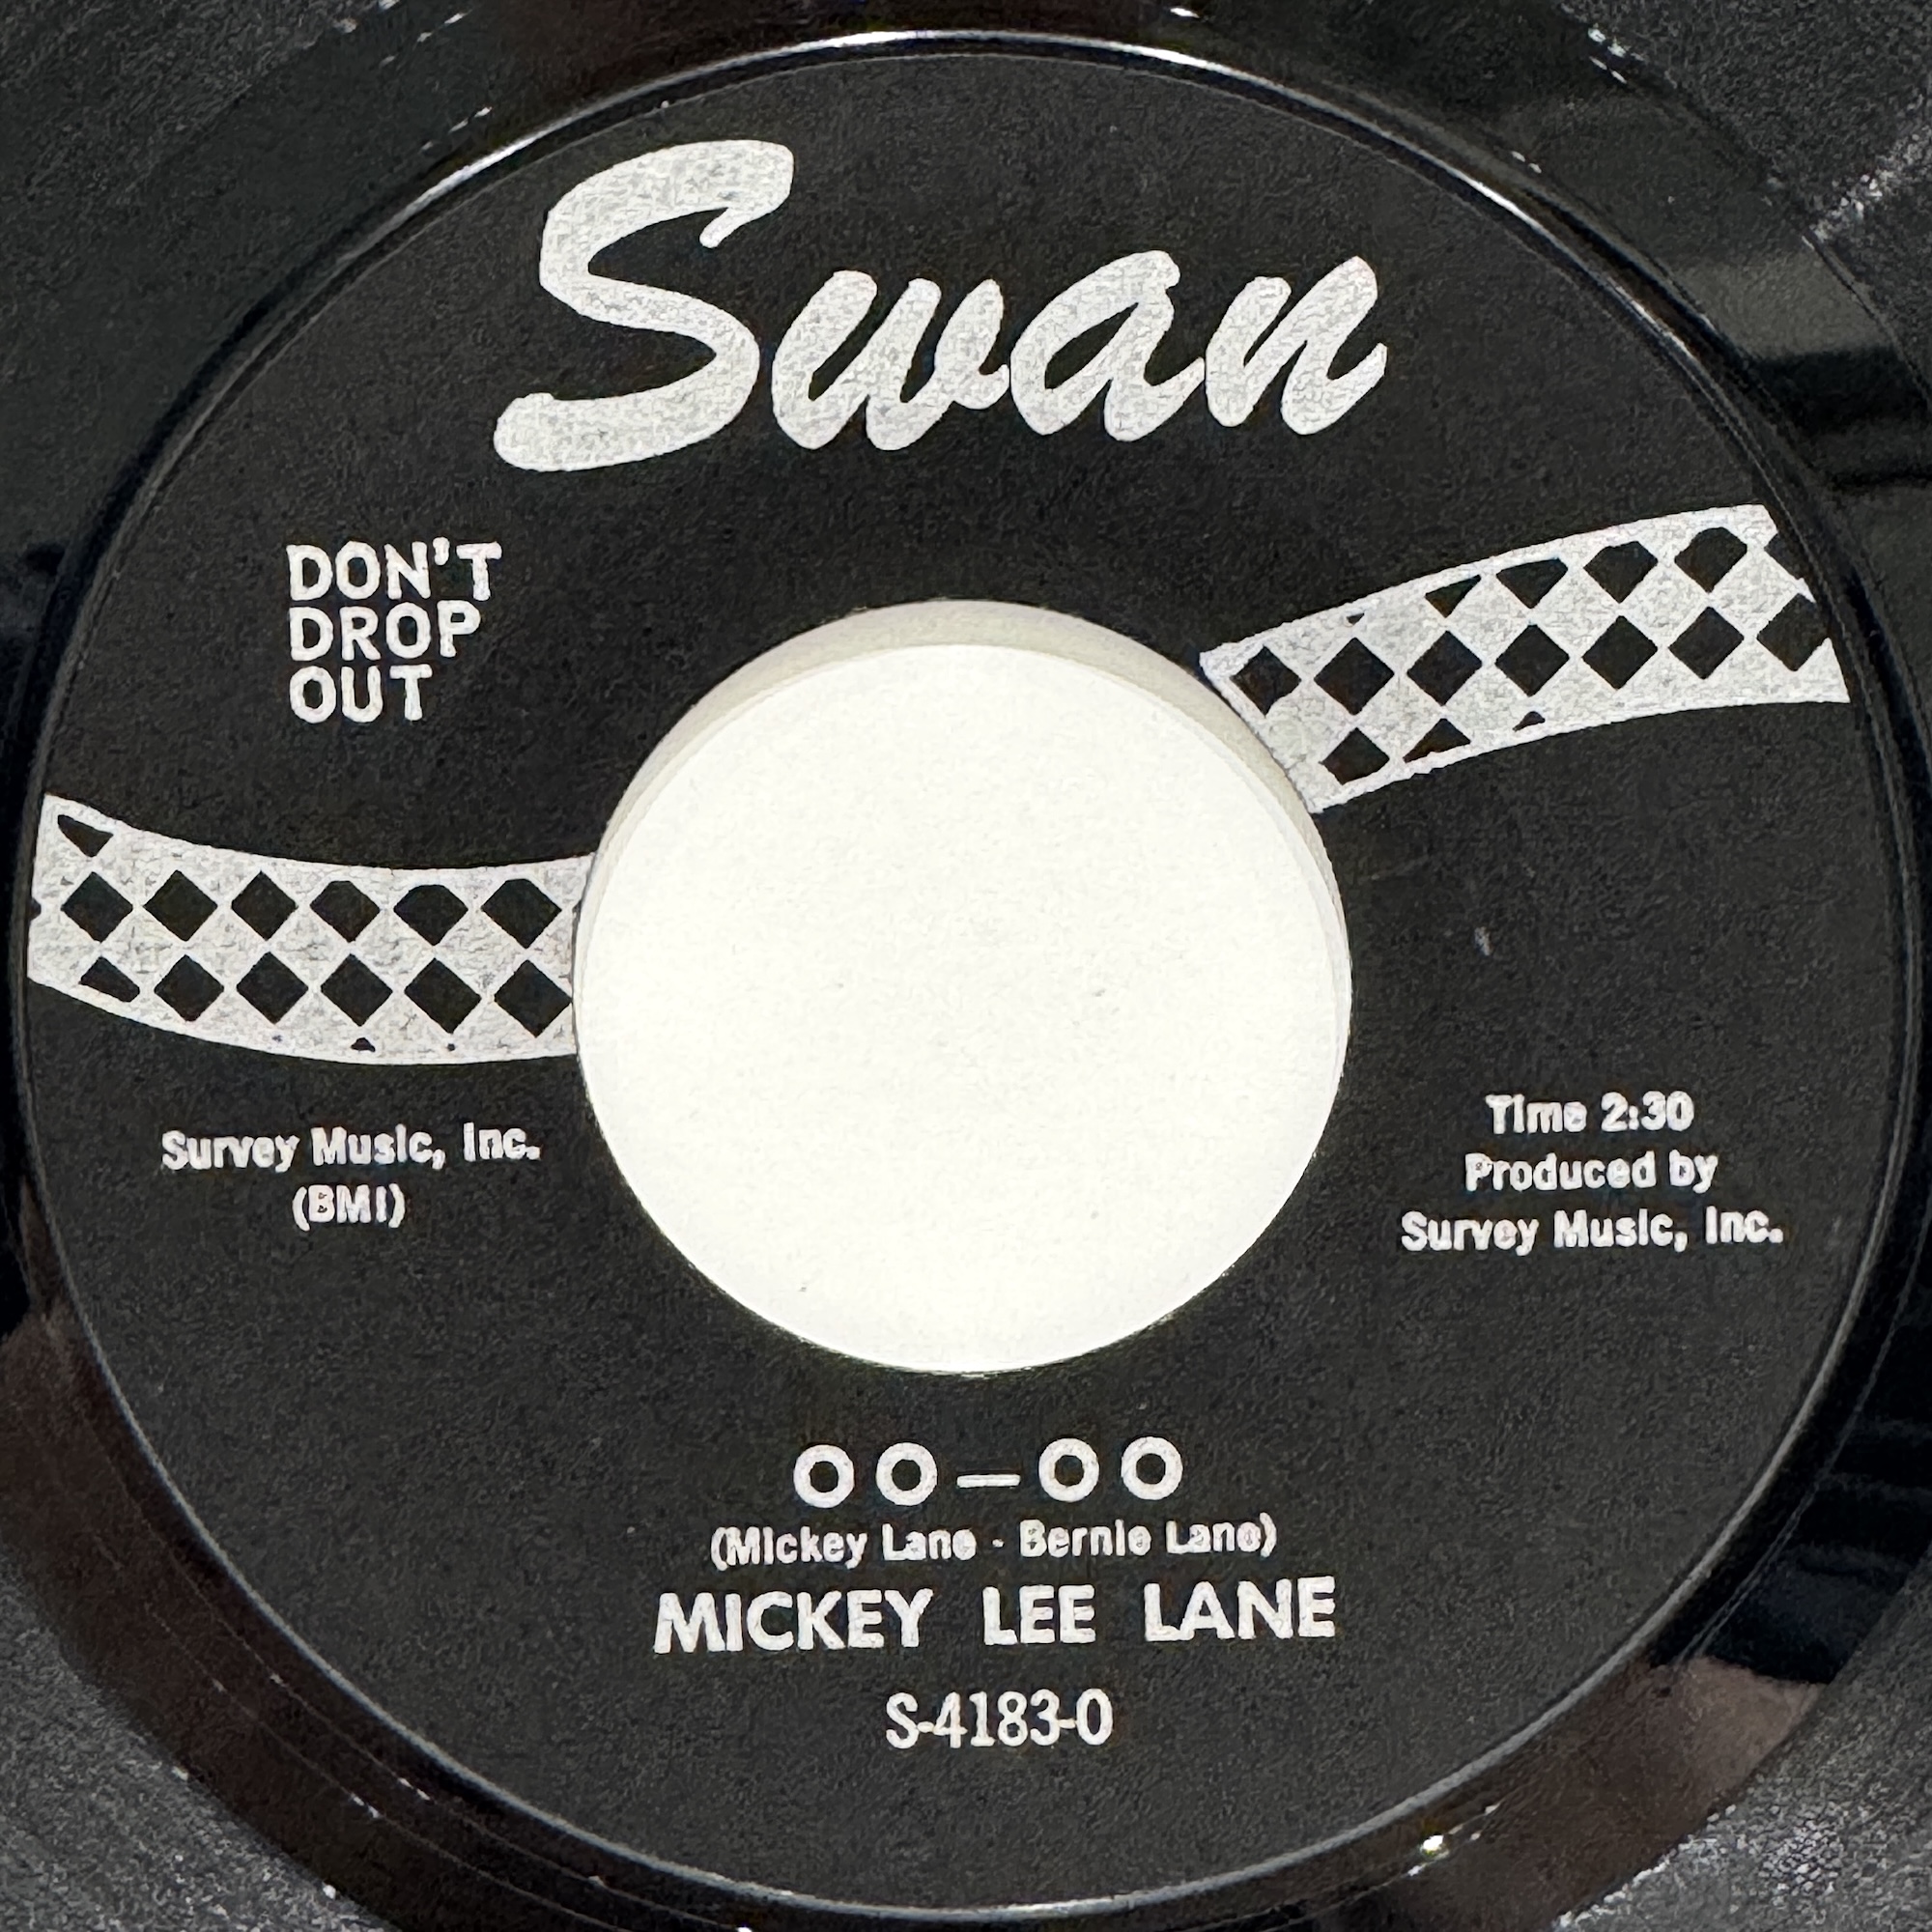 Swan
DON'T
DROP
OUT
Survey Music, Inc.
(BMI)
Time 2:30
Produced by
Survey Music, Inc.
OO—OO
(Mickey Lane - Bernie Lane)
MICKEY LEE LANE
S-4183-O